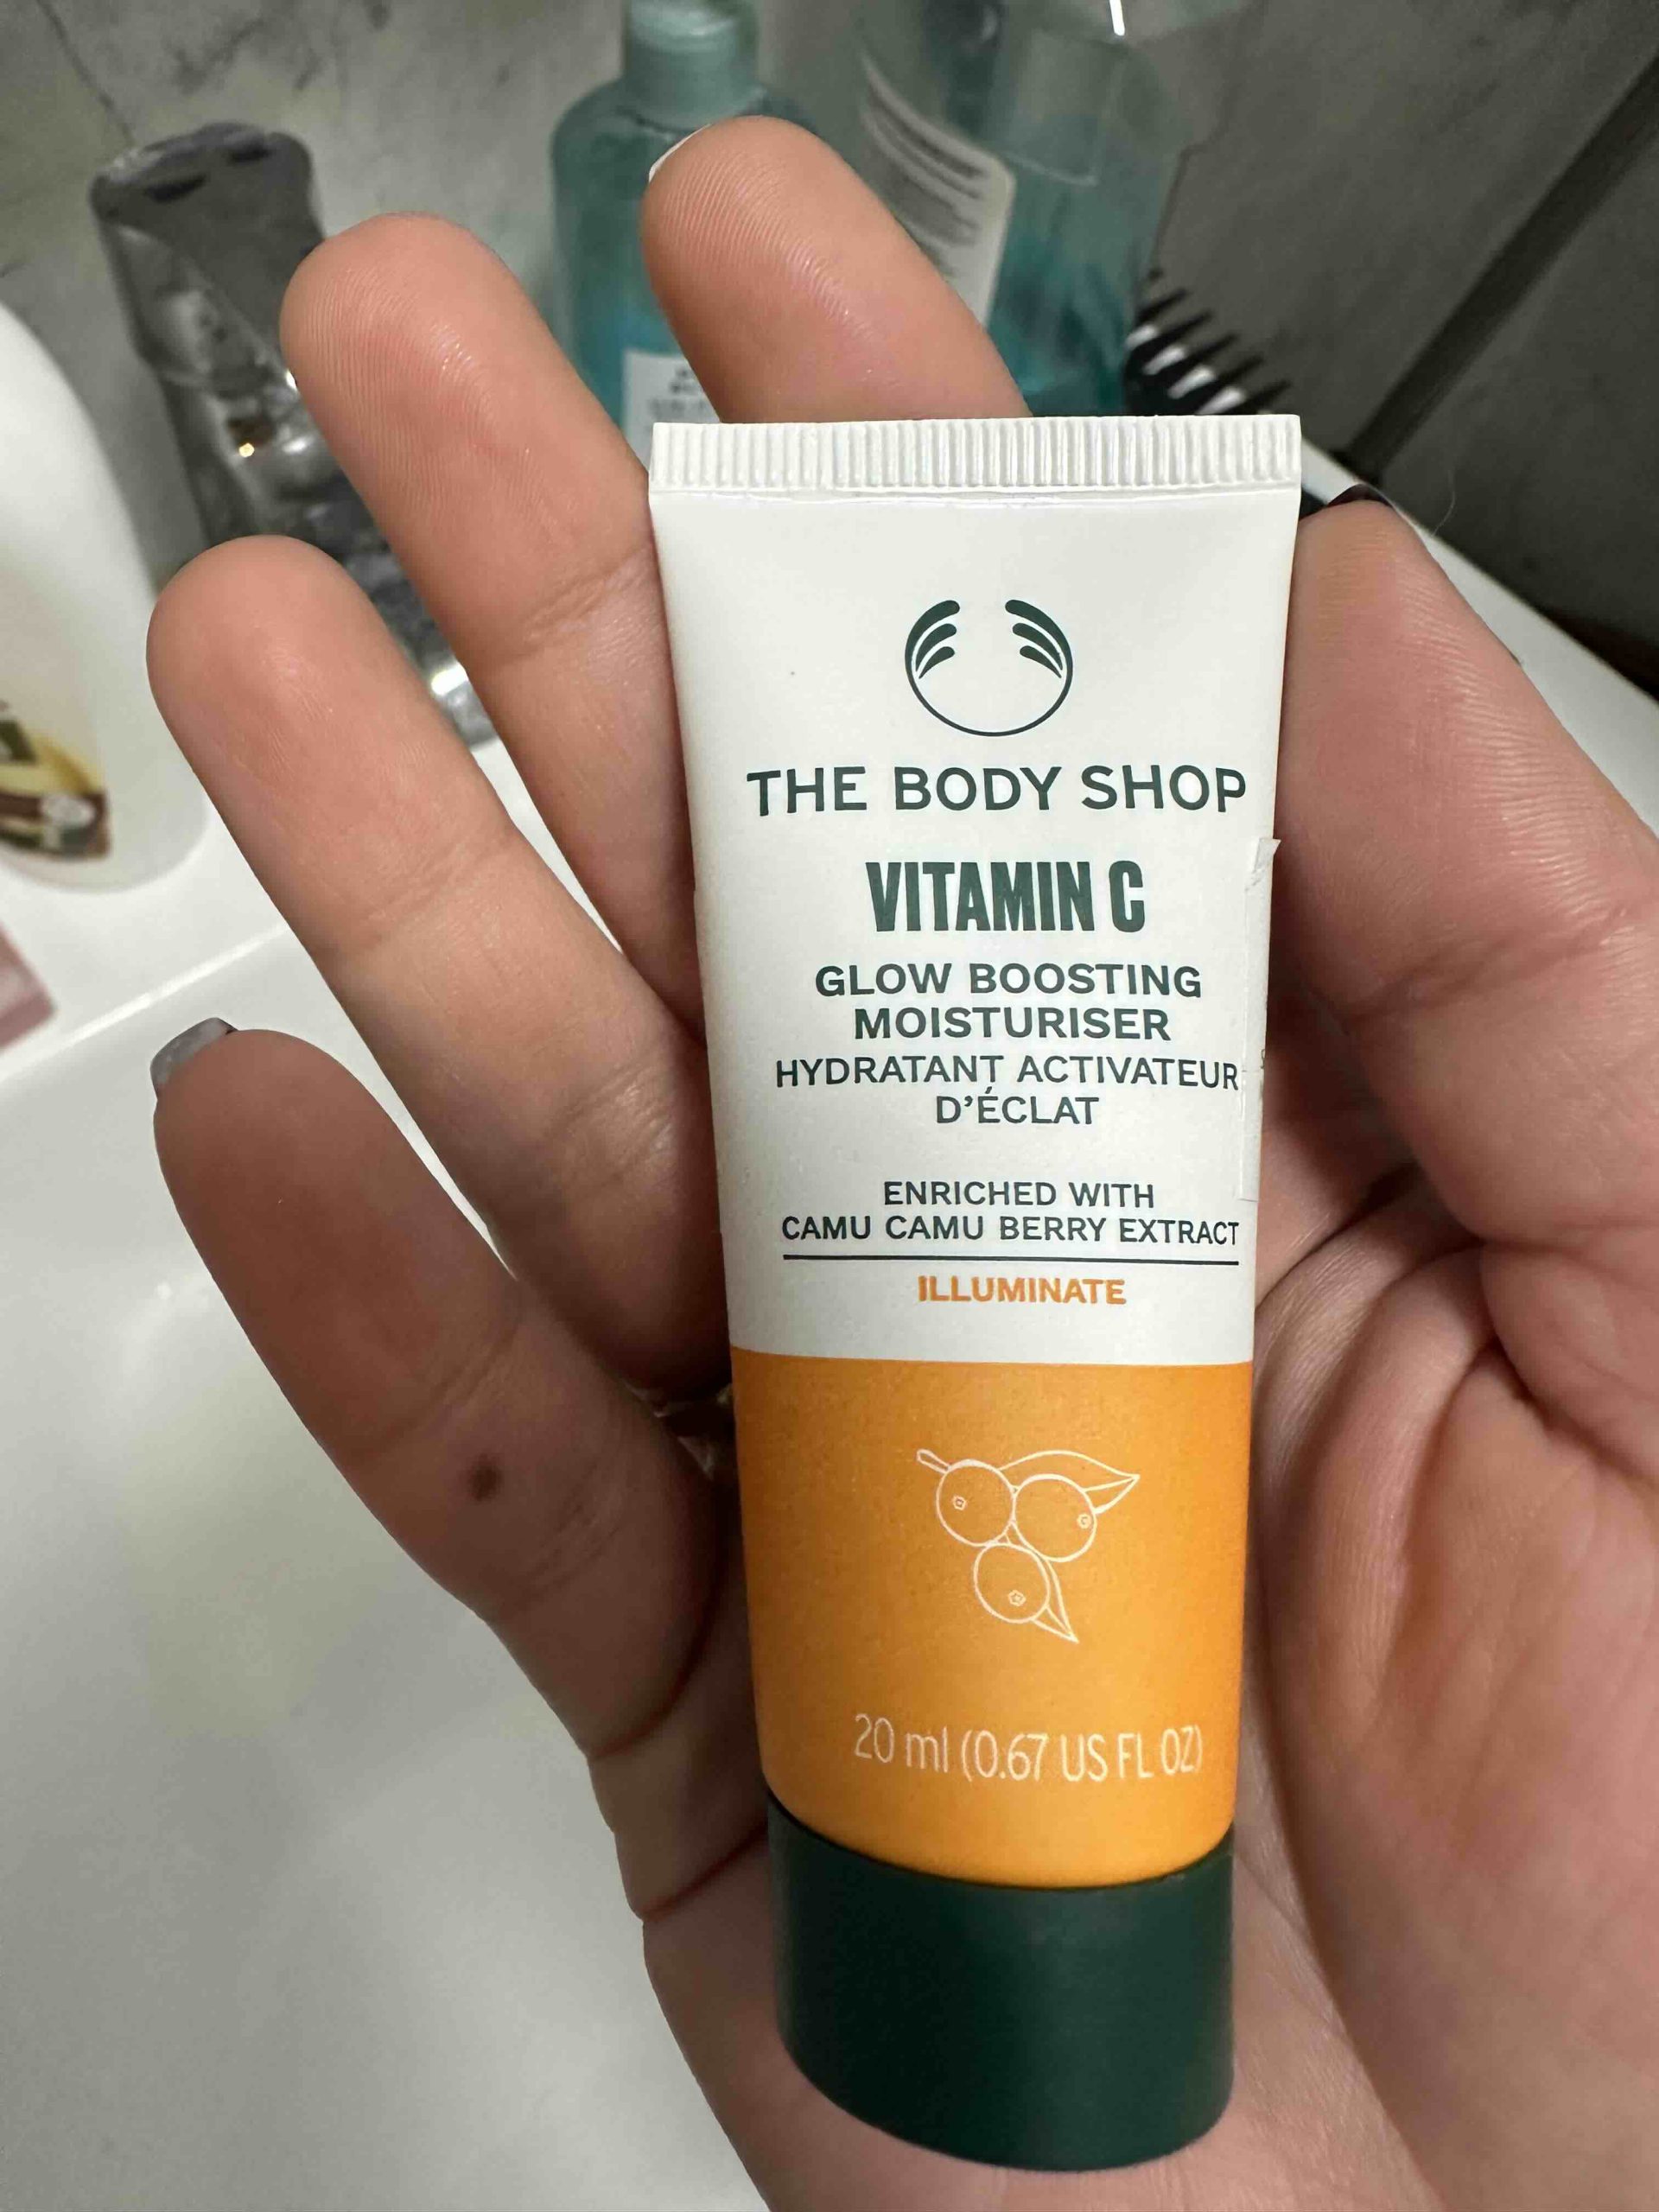 THE BODY SHOP
VITAMIN C
GLOW BOOSTING
MOISTURISER
HYDRATANT ACTIVATEUR
D'ÉCLAT
ENRICHED WITH
CAMU CAMU BERRY EXTRACT
ILLUMINATE
20 ml (0.67 US FL OZ)